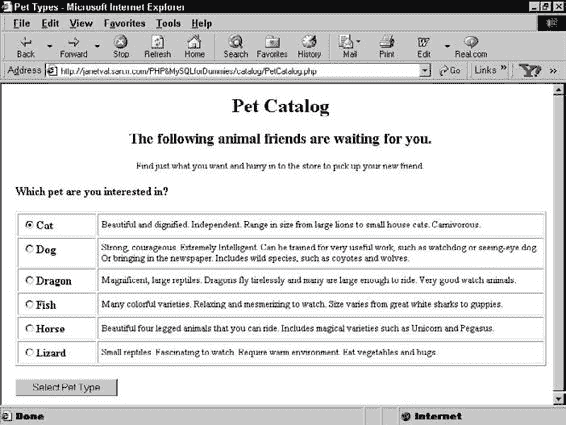 Pet Types - Microsoft Internet Explorer
File Edit View Favorites Tools Help
Back Forward Stop Refresh Home Search Favorites History Mail Print Edit Real.com
Address http://janetval.san.rr.com/PHP&MySQLforDummies/catalog/PetCatalog.php Go Links »
Pet Catalog
The following animal friends are waiting for you.
Find just what you want and hurry in to the store to pick up your new friend.
Which pet are you interested in?
Cat Beautiful and dignified. Independent. Range in size from large lions to small house cats. Carnivorous.
Dog Strong, courageous. Extremely Intelligent. Can be trained for very useful work, such as watchdog or seeing-eye dog.
Or bringing in the newspaper. Includes wild species, such as coyotes and wolves.
Dragon Magnificent, large reptiles. Dragons fly tirelessly and many are large enough to ride. Very good watch animals.
Fish Many colorful varieties. Relaxing and mesmerizing to watch. Size varies from great white sharks to guppies.
Horse Beautiful four legged animals that you can ride. Includes magical varieties such as Unicorn and Pegasus.
Lizard Small reptiles. Fascinating to watch. Require warm environment. Eat vegetables and bugs.
Select Pet Type
Done Internet